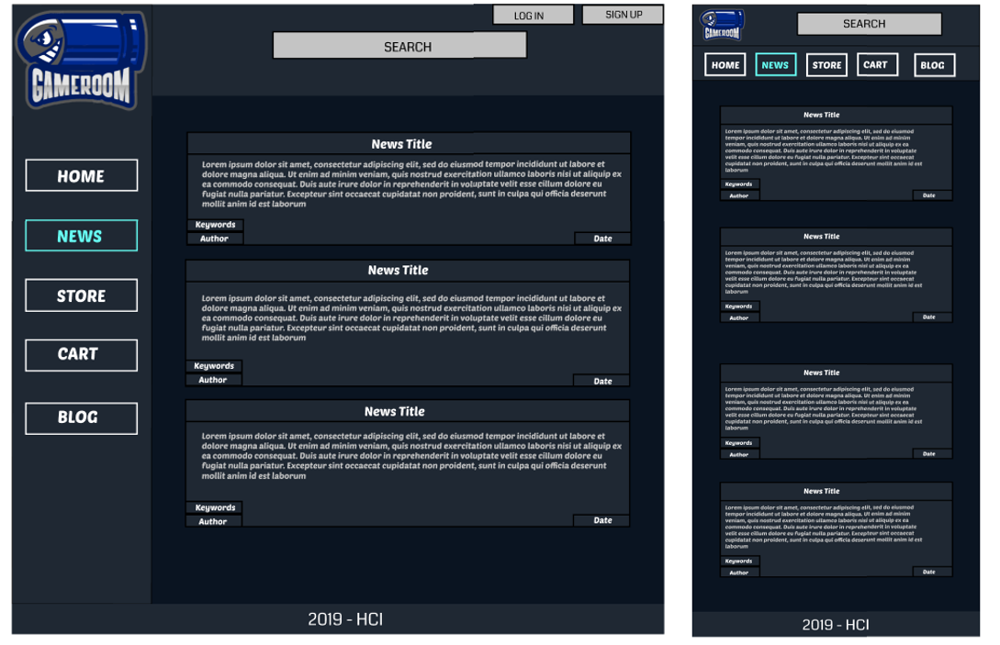 LOG IN
SIGN UP
SEARCH
GAMEROOM
HOME
NEWS
STORE
CART
BLOG
News Title
Lorem ipsum dolor sit amet, consectetur adipiscing elit, sed do eiusmod tempor incididunt ut labore et
dolore magna aliqua. Ut enim ad minim veniam, quis nostrud exercitation ullamco laboris nisi ut aliquip ex
ea commodo consequat. Duis aute irure dolor in reprehenderit in voluptate velit esse cillum dolore eu
fugiat nulla pariatur. Excepteur sint occaecat cupidatat non proident, sunt in culpa qui officia deserunt
mollit anim id est laborum
Keywords
Author
Date
News Title
Lorem ipsum dolor sit amet, consectetur adipiscing elit, sed do eiusmod tempor incididunt ut labore et
dolore magna aliqua. Ut enim ad minim veniam, quis nostrud exercitation ullamco laboris nisi ut aliquip ex
ea commodo consequat. Duis aute irure dolor in reprehenderit in voluptate velit esse cillum dolore eu
fugiat nulla pariatur. Excepteur sint occaecat cupidatat non proident, sunt in culpa qui officia deserunt
mollit anim id est laborum
Keywords
Author
Date
News Title
Lorem ipsum dolor sit amet, consectetur adipiscing elit, sed do eiusmod tempor incididunt ut labore et
dolore magna aliqua. Ut enim ad minim veniam, quis nostrud exercitation ullamco laboris nisi ut aliquip ex
ea commodo consequat. Duis aute irure dolor in reprehenderit in voluptate velit esse cillum dolore eu
fugiat nulla pariatur. Excepteur sint occaecat cupidatat non proident, sunt in culpa qui officia deserunt
mollit anim id est laborum
Keywords
Author
Date
2019 - HCI
GAMEROOM
SEARCH
HOME
NEWS
STORE
CART
BLOG
News Title
Lorem ipsum dolor sit amet, consectetur adipiscing elit, sed do eiusmod
tempor incididunt ut labore et dolore magna aliqua. Ut enim ad minim
veniam, quis nostrud exercitation ullamco laboris nisi ut aliquip ex ea
commodo consequat. Duis aute irure dolor in reprehenderit in voluptate
velit esse cillum dolore eu fugiat nulla pariatur. Excepteur sint occaecat
cupidatat non proident, sunt in culpa qui officia deserunt mollit anim id est
laborum
Keywords
Author
Date
News Title
Lorem ipsum dolor sit amet, consectetur adipiscing elit, sed do eiusmod
tempor incididunt ut labore et dolore magna aliqua. Ut enim ad minim
veniam, quis nostrud exercitation ullamco laboris nisi ut aliquip ex ea
commodo consequat. Duis aute irure dolor in reprehenderit in voluptate
velit esse cillum dolore eu fugiat nulla pariatur. Excepteur sint occaecat
cupidatat non proident, sunt in culpa qui officia deserunt mollit anim id est
laborum
Keywords
Author
Date
News Title
Lorem ipsum dolor sit amet, consectetur adipiscing elit, sed do eiusmod
tempor incididunt ut labore et dolore magna aliqua. Ut enim ad minim
veniam, quis nostrud exercitation ullamco laboris nisi ut aliquip ex ea
commodo consequat. Duis aute irure dolor in reprehenderit in voluptate
velit esse cillum dolore eu fugiat nulla pariatur. Excepteur sint occaecat
cupidatat non proident, sunt in culpa qui officia deserunt mollit anim id est
laborum
Keywords
Author
Date
News Title
Lorem ipsum dolor sit amet, consectetur adipiscing elit, sed do eiusmod
tempor incididunt ut labore et dolore magna aliqua. Ut enim ad minim
veniam, quis nostrud exercitation ullamco laboris nisi ut aliquip ex ea
commodo consequat. Duis aute irure dolor in reprehenderit in voluptate
velit esse cillum dolore eu fugiat nulla pariatur. Excepteur sint occaecat
cupidatat non proident, sunt in culpa qui officia deserunt mollit anim id est
laborum
Keywords
Author
Date
2019 - HCI